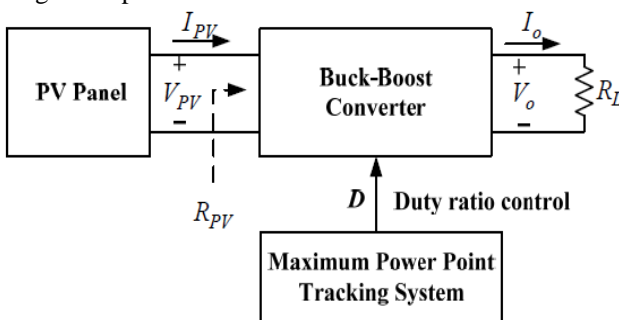 I_PV
I_o
PV Panel
+
V_PV
−
Buck-Boost
Converter
+
V_o
−
R_L
R_PV
D Duty ratio control
Maximum Power Point
Tracking System